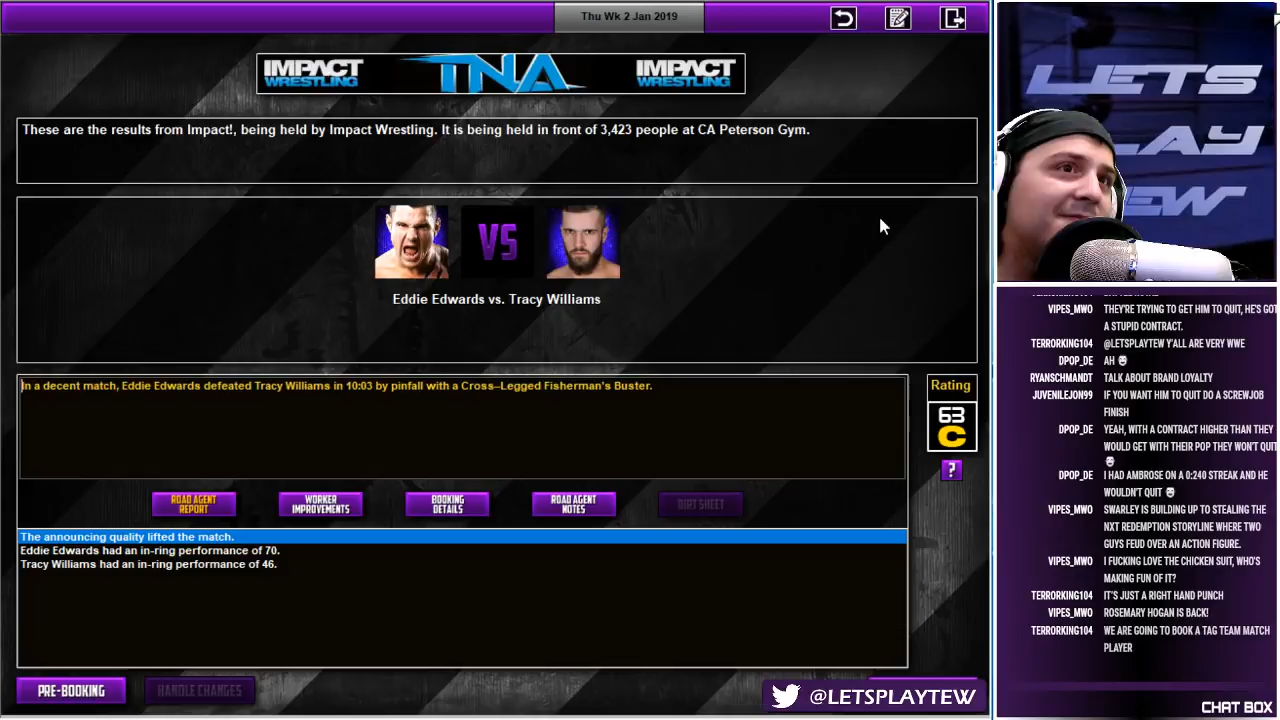 Thu Wk 2 Jan 2019
IMPACT WRESTLING TNA IMPACT WRESTLING
These are the results from Impact!, being held by Impact Wrestling. It is being held in front of 3,423 people at CA Peterson Gym.
VS
Eddie Edwards vs. Tracy Williams
In a decent match, Eddie Edwards defeated Tracy Williams in 10:03 by pinfall with a Cross-Legged Fisherman's Buster.
Rating
63
C
?
ROAD AGENT REPORT
WORKER IMPROVEMENTS
BOOKING DETAILS
ROAD AGENT NOTES
DIRT SHEET
The announcing quality lifted the match.
Eddie Edwards had an in-ring performance of 70.
Tracy Williams had an in-ring performance of 46.
PRE-BOOKING
HANDLE CHANGES
@LETSPLAYTEW
LETS
LAY
EW
VIPES_MWO THEY'RE TRYING TO GET HIM TO QUIT, HE'S GOT
A STUPID CONTRACT.
TERRORKING104 @LETSPLAYTEW Y'ALL ARE VERY WWE
DPOP_DE AH
RYANSCHMANDT TALK ABOUT BRAND LOYALTY
JUVENILEJON99 IF YOU WANT HIM TO QUIT DO A SCREWJOB
FINISH
DPOP_DE YEAH, WITH A CONTRACT HIGHER THAN THEY
WOULD GET WITH THEIR POP THEY WON'T QUIT
DPOP_DE I HAD AMBROSE ON A 0:240 STREAK AND HE
WOULDN'T QUIT
VIPES_MWO SWARLEY IS BUILDING UP TO STEALING THE
NXT REDEMPTION STORYLINE WHERE TWO
GUYS FEUD OVER AN ACTION FIGURE.
VIPES_MWO I FUCKING LOVE THE CHICKEN SUIT, WHO'S
MAKING FUN OF IT?
TERRORKING104 IT'S JUST A RIGHT HAND PUNCH
VIPES_MWO ROSEMARY HOGAN IS BACK!
TERRORKING104 WE ARE GOING TO BOOK A TAG TEAM MATCH
PLAYER
CHAT BOX